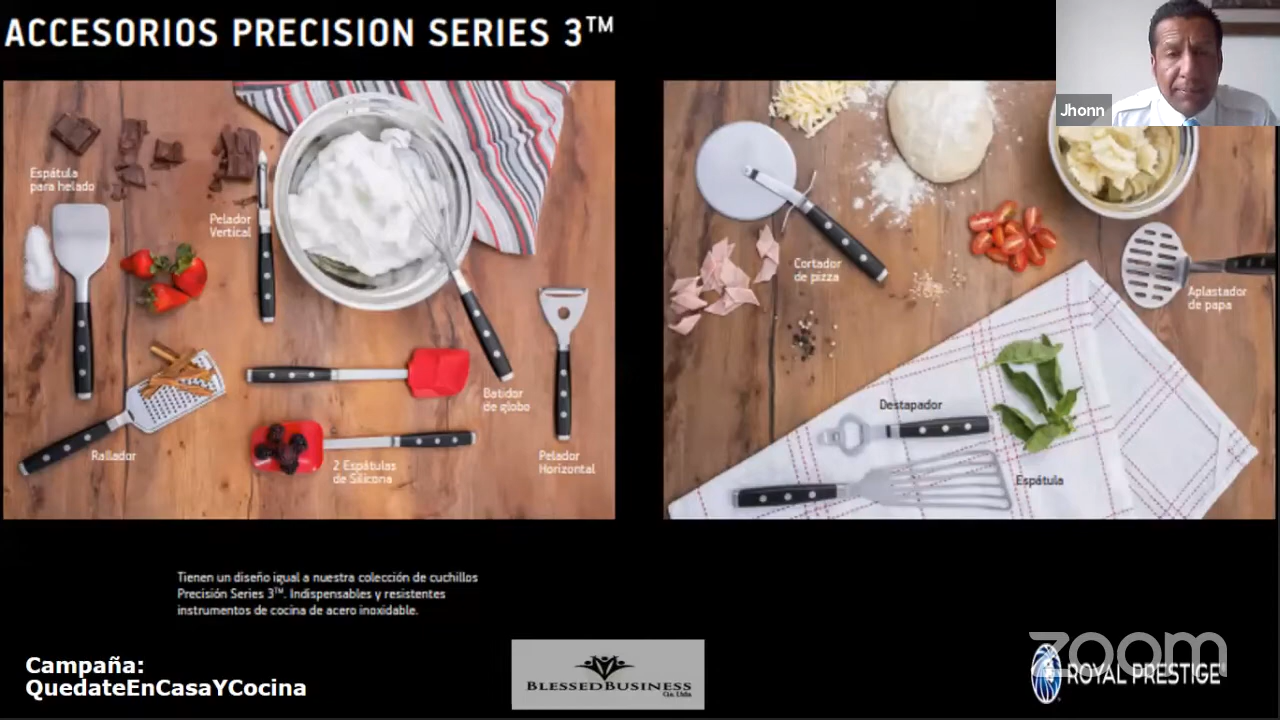 ACCESORIOS PRECISION SERIES 3™
Jhonn
Espátula
para helado
Pelador
Vertical
Rallador
2 Espátulas
de Silicona
Batidor
de globo
Pelador
Horizontal
Cortador
de pizza
Aplastador
de papa
Destapador
Espátula
Tienen un diseño igual a nuestra colección de cuchillos
Precisión Series 3™. Indispensables y resistentes
instrumentos de cocina de acero inoxidable.
Campaña:
QuedateEnCasaYCocina
BLESSEDBUSINESS
Cia. Ltda.
zoom
ROYAL PRESTIGE